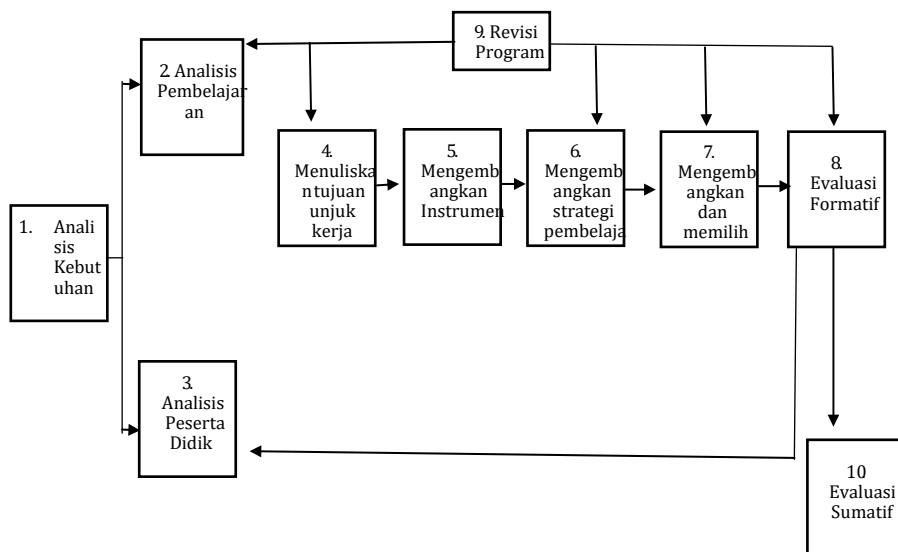 9. Revisi
Program
2. Analisis
Pembelajar
an
4.
Menuliska
n tujuan
unjuk
kerja
5.
Mengemb
angkan
Instrumen
6.
Mengemb
angkan
strategi
pembelaja
7.
Mengemb
angkan
dan
memilih
8.
Evaluasi
Formatif
1. Anali
sis
Kebut
uhan
3.
Analisis
Peserta
Didik
10
Evaluasi
Sumatif